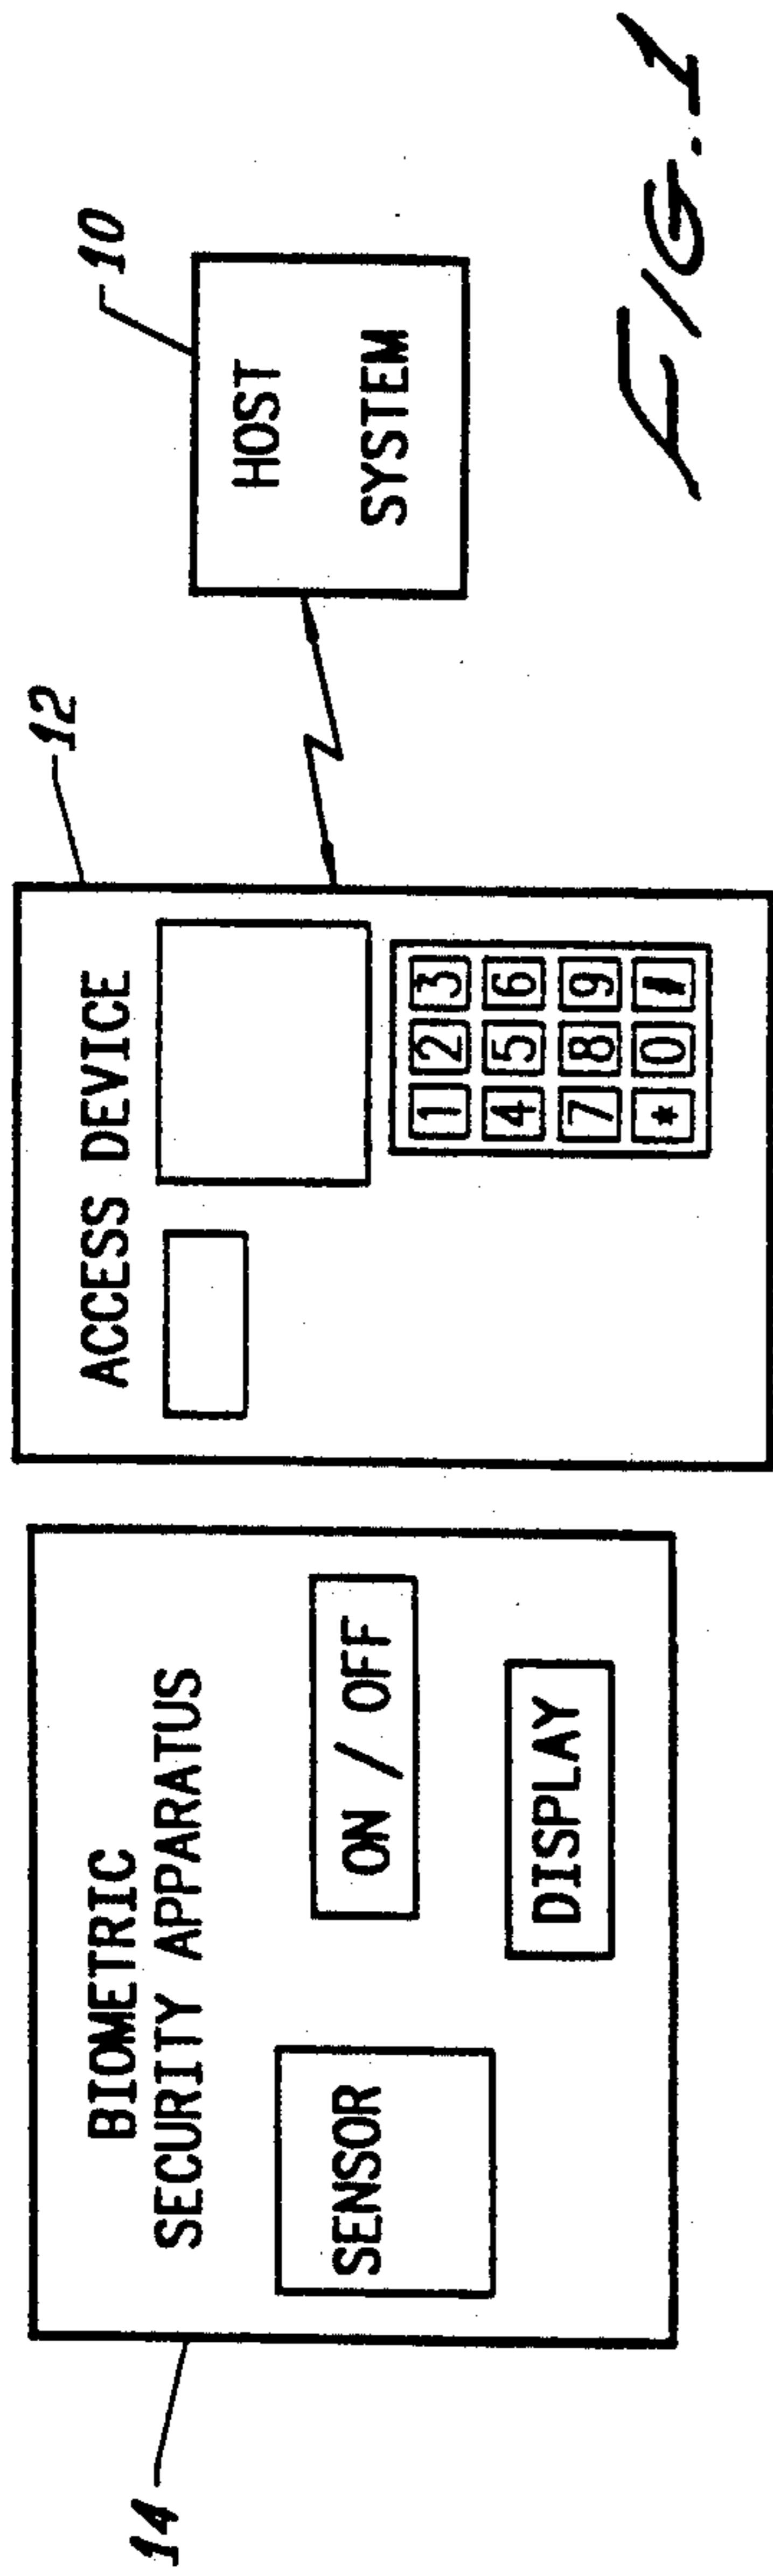 14
BIOMETRIC
SECURITY APPARATUS
SENSOR
ON / OFF
DISPLAY
12
ACCESS DEVICE
1 2 3
4 5 6
7 8 9
* 0 #
10
HOST
SYSTEM
FIG. 1